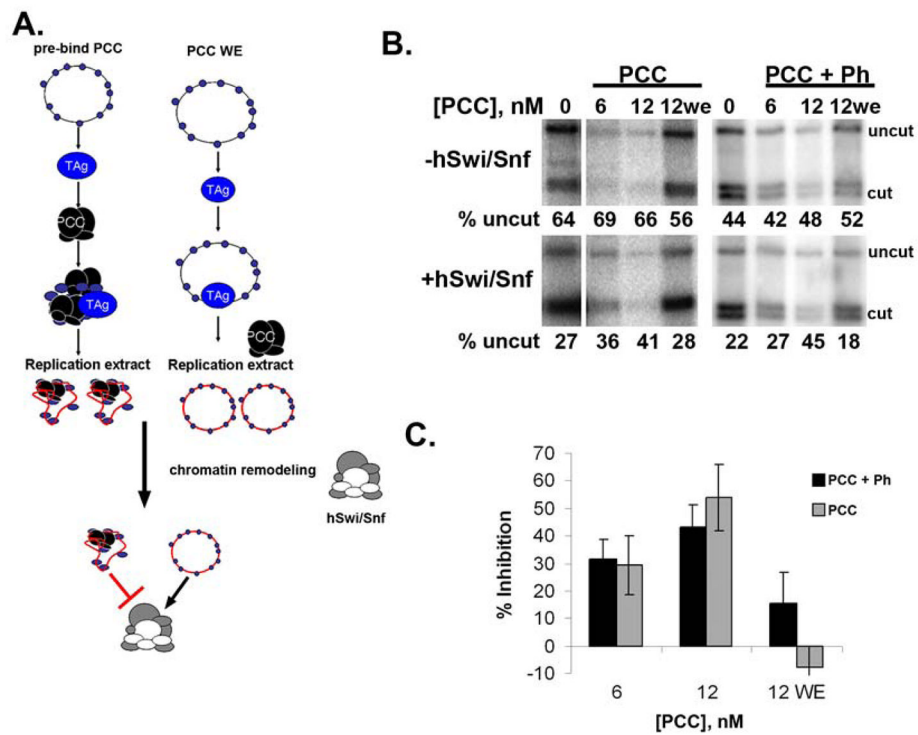 A.
pre-bind PCC
PCC WE
TAg
TAg
PCC
TAg
TAg
PCC
Replication extract
Replication extract
chromatin remodeling
hSwi/Snf
B.
PCC
PCC + Ph
[PCC], nM 0 6 12 12we 0 6 12 12we
-hSwi/Snf
uncut
cut
% uncut 64 69 66 56 44 42 48 52
+hSwi/Snf
uncut
cut
% uncut 27 36 41 28 22 27 45 18
C.
% Inhibition
70
60
50
40
30
20
10
0
-10
PCC + Ph
PCC
6 12 12 WE
[PCC], nM